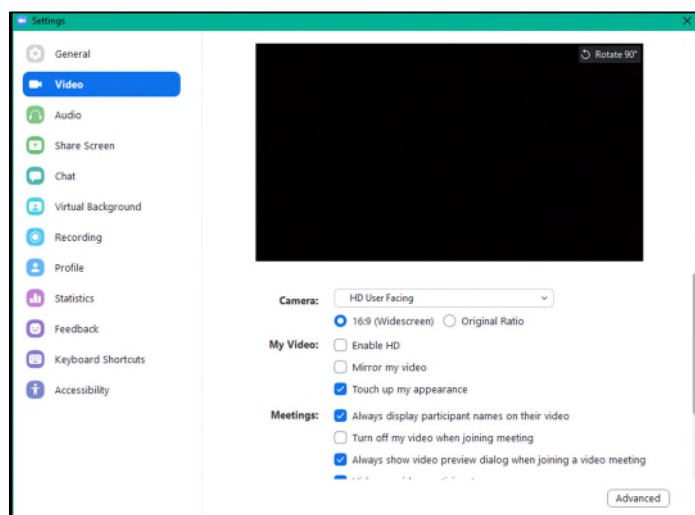 Settings
General
Rotate 90°
Video
Audio
Share Screen
Chat
Virtual Background
Recording
Profile
Statistics
Feedback
Keyboard Shortcuts
Accessibility
Camera: HD User Facing
16:9 (Widescreen) Original Ratio
My Video: Enable HD
Mirror my video
Touch up my appearance
Meetings: Always display participant names on their video
Turn off my video when joining meeting
Always show video preview dialog when joining a video meeting
Advanced